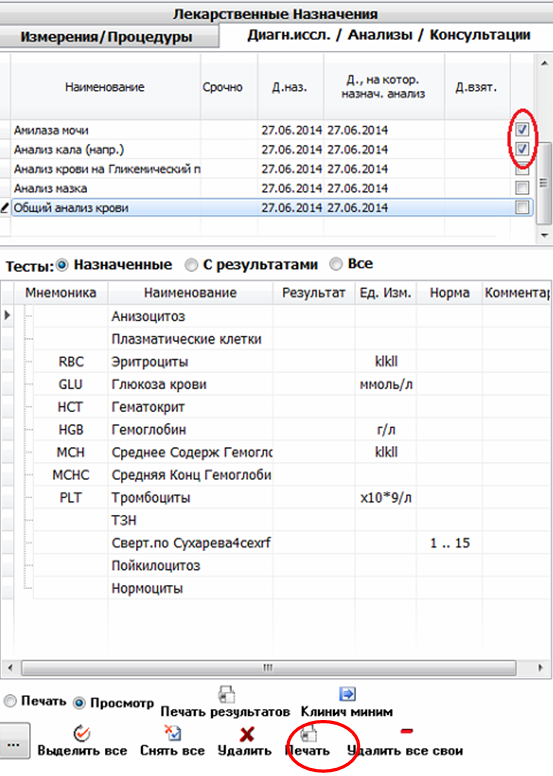 Лекарственные Назначения
Измерения/Процедуры Диагн.иссл. / Анализы / Консультации
Наименование Срочно Д.наз. Д., на котор. назнач. анализ Д.взят.
Амилаза мочи 27.06.2014 27.06.2014
Анализ кала (напр.) 27.06.2014 27.06.2014
Анализ крови на Гликемический п 27.06.2014 27.06.2014
Анализ мазка 27.06.2014 27.06.2014
Общий анализ крови 27.06.2014 27.06.2014
Тесты: Назначенные С результатами Все
Мнемоника Наименование Результат Ед. Изм. Норма Комментар
Анизоцитоз
Плазматические клетки
RBC Эритроциты klkll
GLU Глюкоза крови ммоль/л
HCT Гематокрит
HGB Гемоглобин г/л
MCH Среднее Содерж Гемогло klkll
MCHC Средняя Конц Гемоглоби
PLT Тромбоциты x10*9/л
ТЗН
Сверт.по Сухарева4cexrf 1 .. 15
Пойкилоцитоз
Нормоциты
Печать Просмотр Печать результатов Клинич миним
... Выделить все Снять все Удалить Печать Удалить все свои